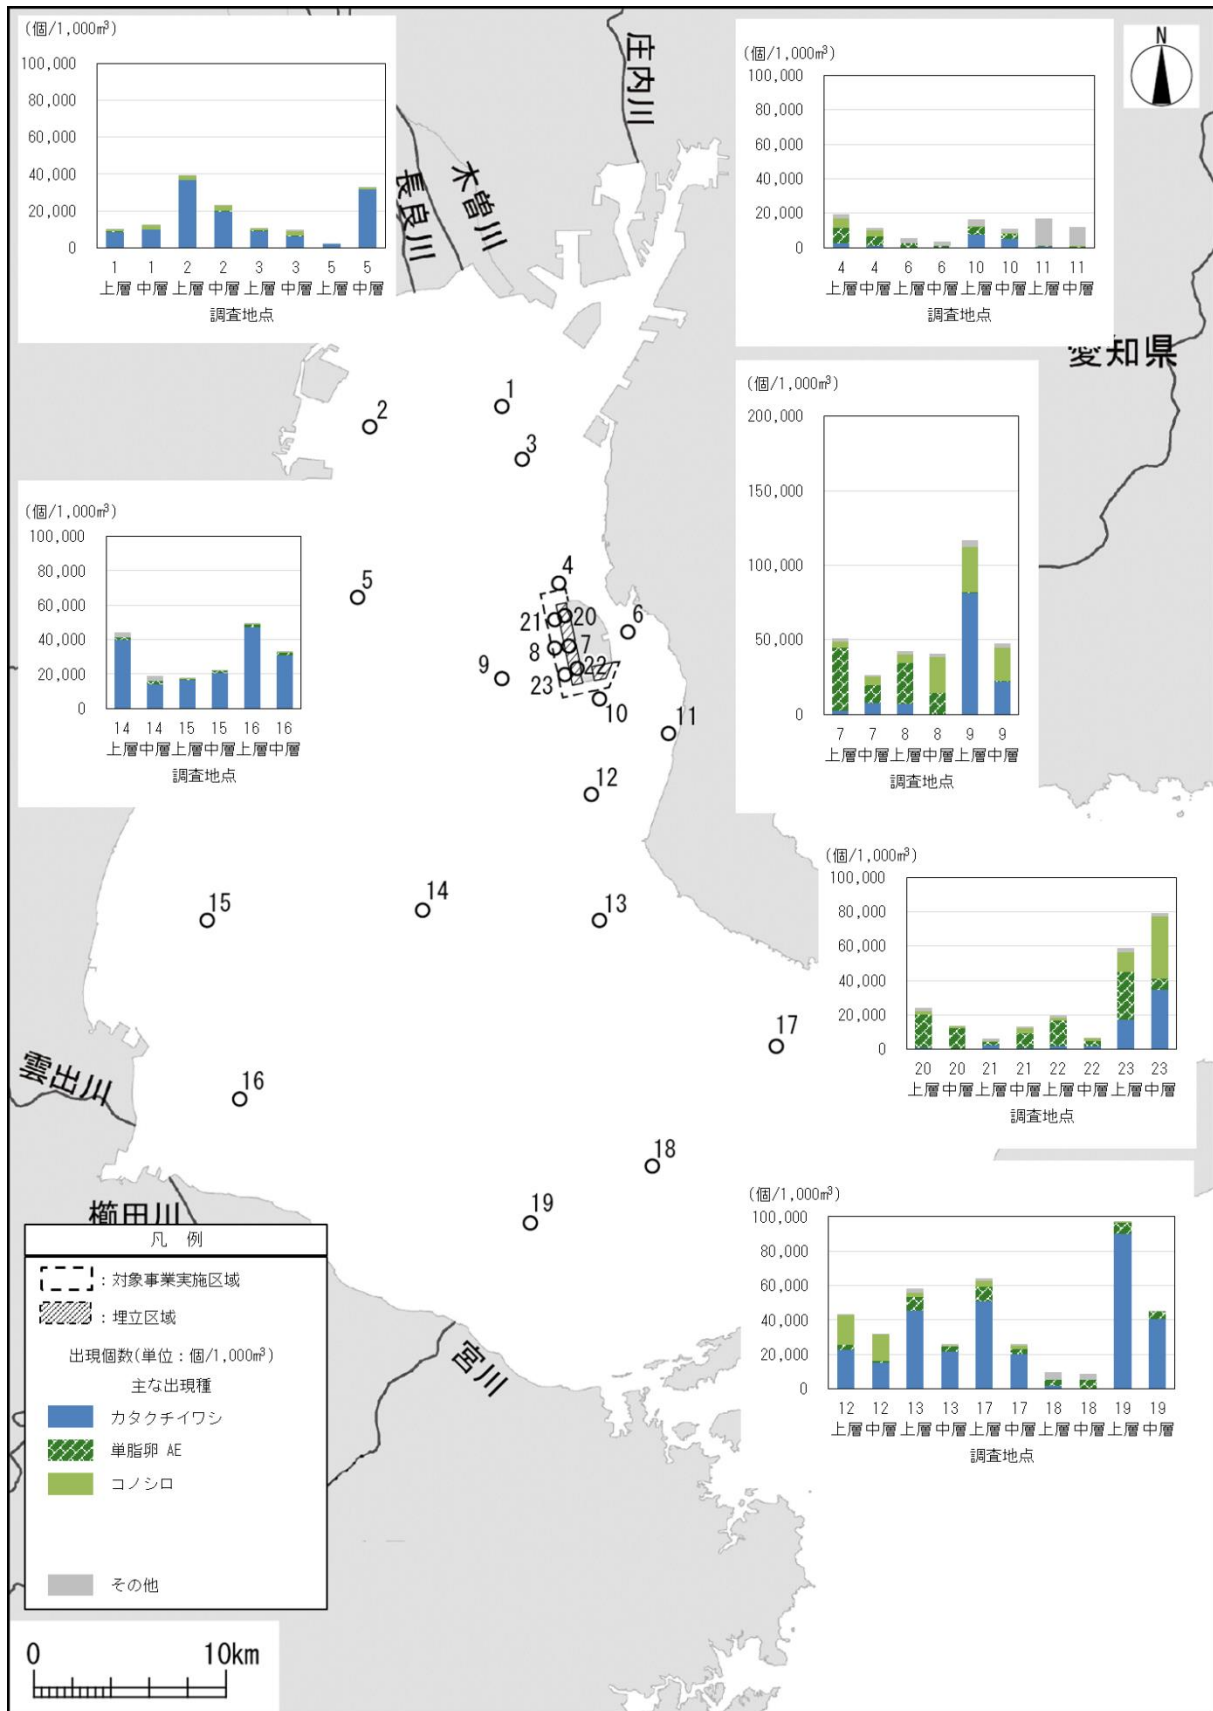 (個/1,000m³)
100,000
80,000
60,000
40,000
20,000
0
1 1 2 2 3 3 5 5
上層 中層 上層 中層 上層 中層 上層 中層
調査地点
庄内川
木曽川
長良川
(個/1,000m³)
100,000
80,000
60,000
40,000
20,000
0
4 4 6 6 10 10 11 11
上層 中層 上層 中層 上層 中層 上層 中層
調査地点
N
愛知県
(個/1,000m³)
200,000
150,000
100,000
50,000
0
7 7 8 8 9 9
上層 中層 上層 中層 上層 中層
調査地点
(個/1,000m³)
100,000
80,000
60,000
40,000
20,000
0
14 14 15 15 16 16
上層 中層 上層 中層 上層 中層
調査地点
1
2
3
4
5
20
6
21
7
8
22
9
23
10
11
12
13
14
15
16
17
18
19
(個/1,000m³)
100,000
80,000
60,000
40,000
20,000
0
20 20 21 21 22 22 23 23
上層 中層 上層 中層 上層 中層 上層 中層
調査地点
雲出川
櫛田川
宮川
(個/1,000m³)
100,000
80,000
60,000
40,000
20,000
0
12 12 13 13 17 17 18 18 19 19
上層 中層 上層 中層 上層 中層 上層 中層 上層 中層
調査地点
凡 例
:対象事業実施区域
:埋立区域
出現個数(単位:個/1,000m³)
主な出現種
カタクチイワシ
単脂卵 AE
コノシロ
その他
0 10km